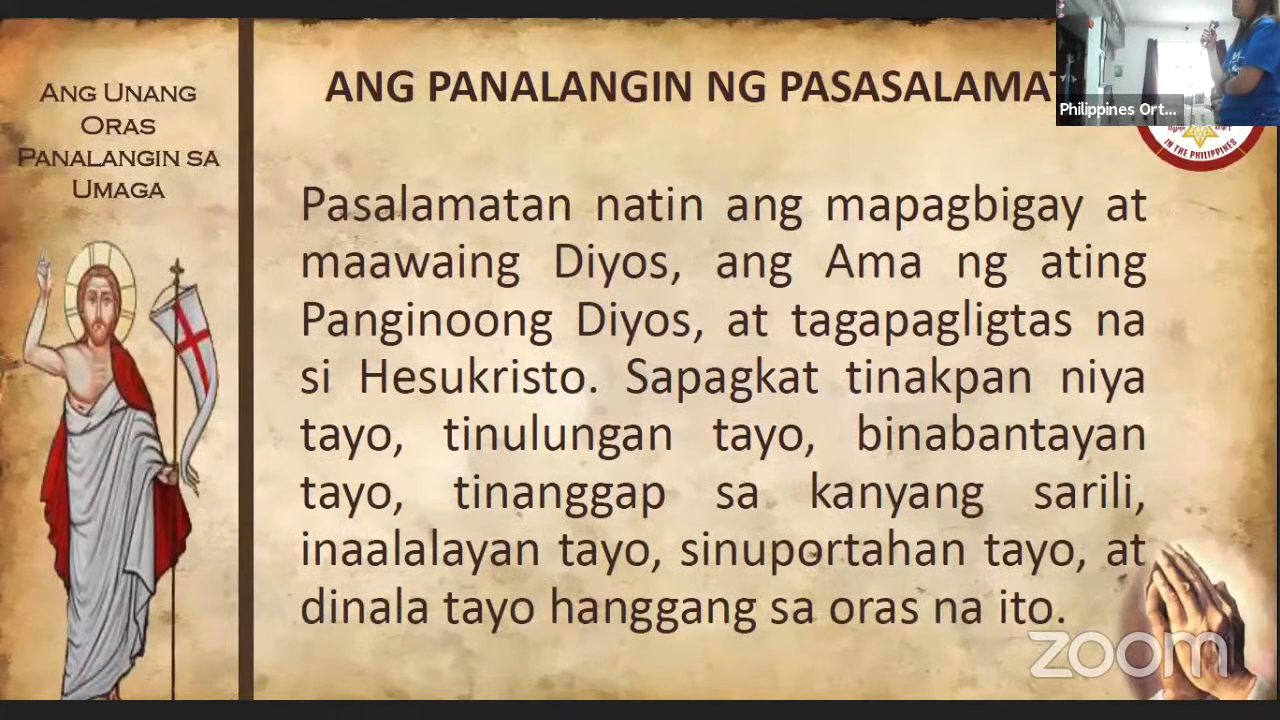 ANG UNANG
ORAS
PANALANGIN SA
UMAGA
ANG PANALANGIN NG PASASALAMAT
Philippines Ort...
IN THE PHILIPPINES
Pasalamatan natin ang mapagbigay at
maawaing Diyos, ang Ama ng ating
Panginoong Diyos, at tagapagligtas na
si Hesukristo. Sapagkat tinakpan niya
tayo, tinulungan tayo, binabantayan
tayo, tinanggap sa kanyang sarili,
inaalalayan tayo, sinuportahan tayo, at
dinala tayo hanggang sa oras na ito.
zoom